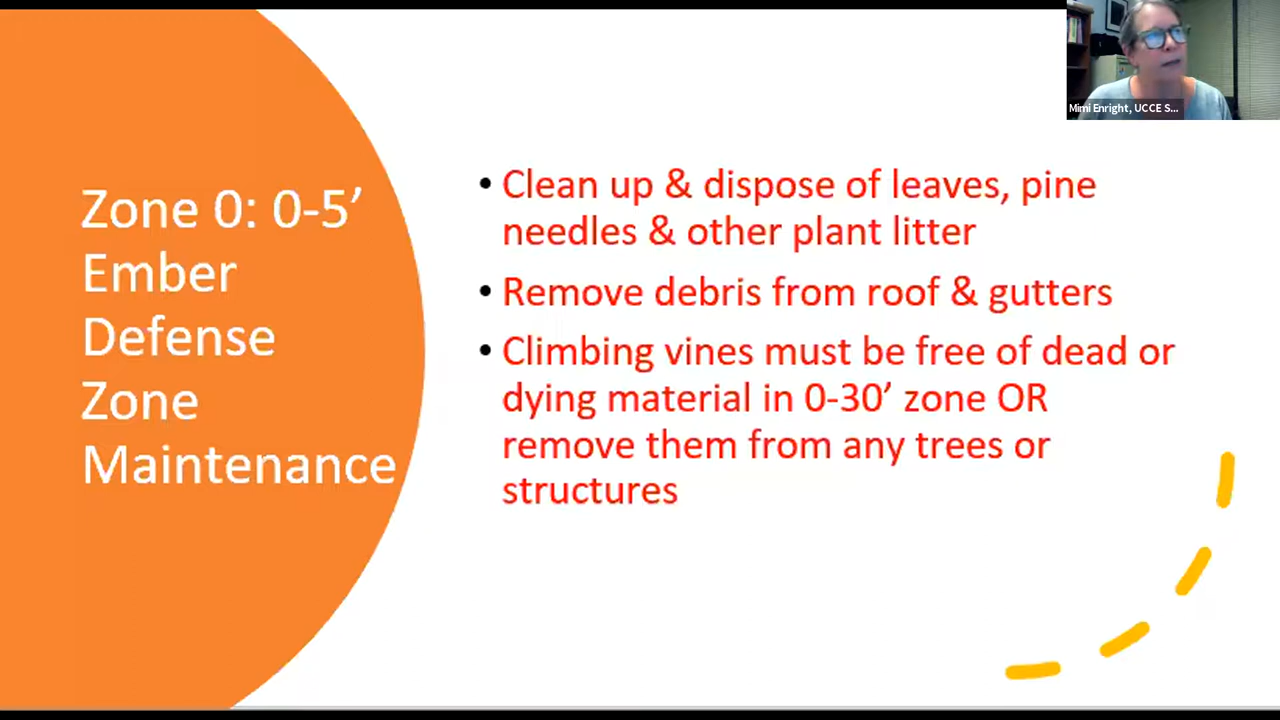 Mimi Enright, UCCE S...
Zone 0: 0-5’
Ember
Defense
Zone
Maintenance
• Clean up & dispose of leaves, pine
needles & other plant litter
• Remove debris from roof & gutters
• Climbing vines must be free of dead or
dying material in 0-30’ zone OR
remove them from any trees or
structures